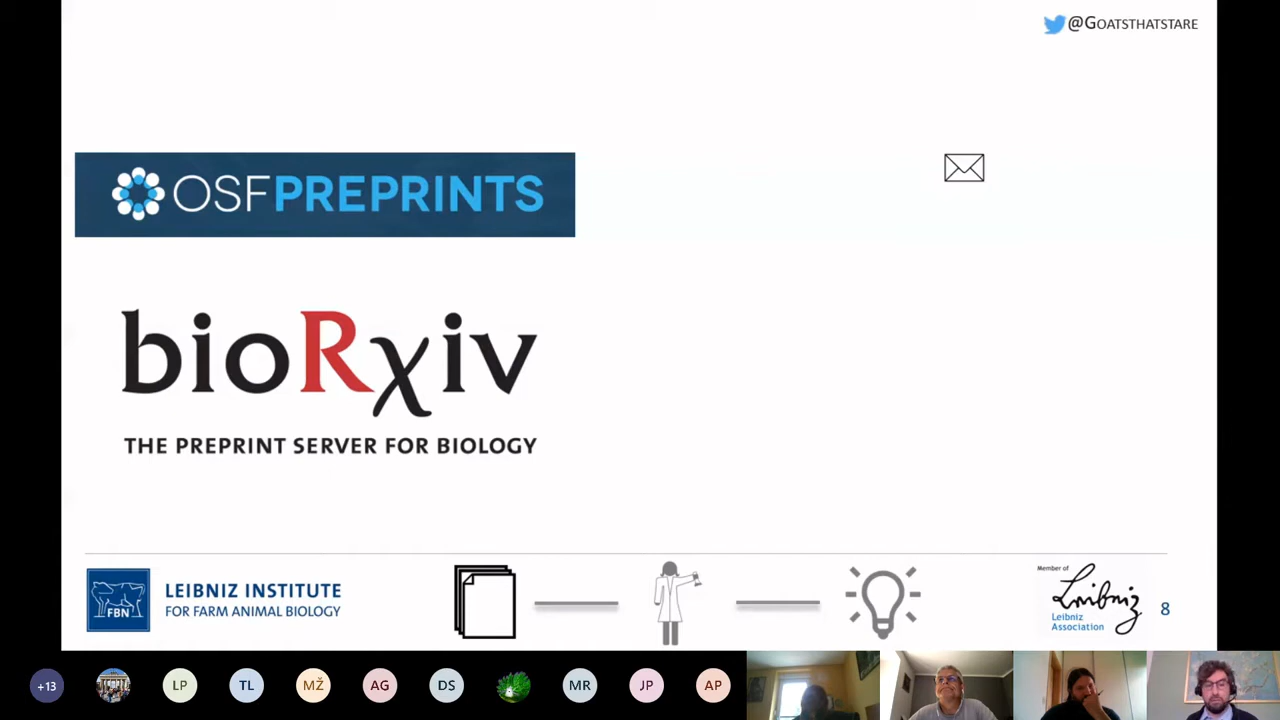 @GOATSTHATSTARE
OSFPREPRINTS
bioRχiv
THE PREPRINT SERVER FOR BIOLOGY
FBN
LEIBNIZ INSTITUTE
FOR FARM ANIMAL BIOLOGY
Member of
Leibniz
Leibniz
Association
8
+13
LP
TL
MŽ
AG
DS
MR
JP
AP